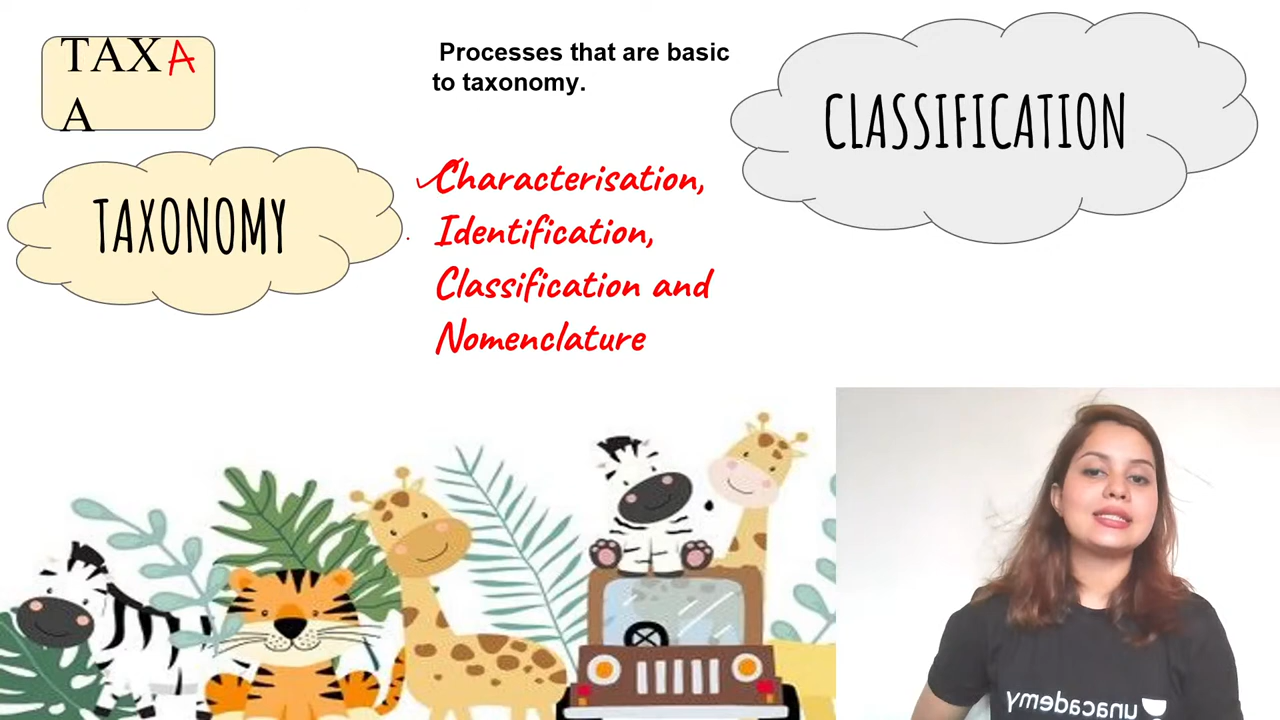 TAXA
A
TAXONOMY
Processes that are basic
to taxonomy.
Characterisation,
Identification,
Classification and
Nomenclature
CLASSIFICATION
unacademy